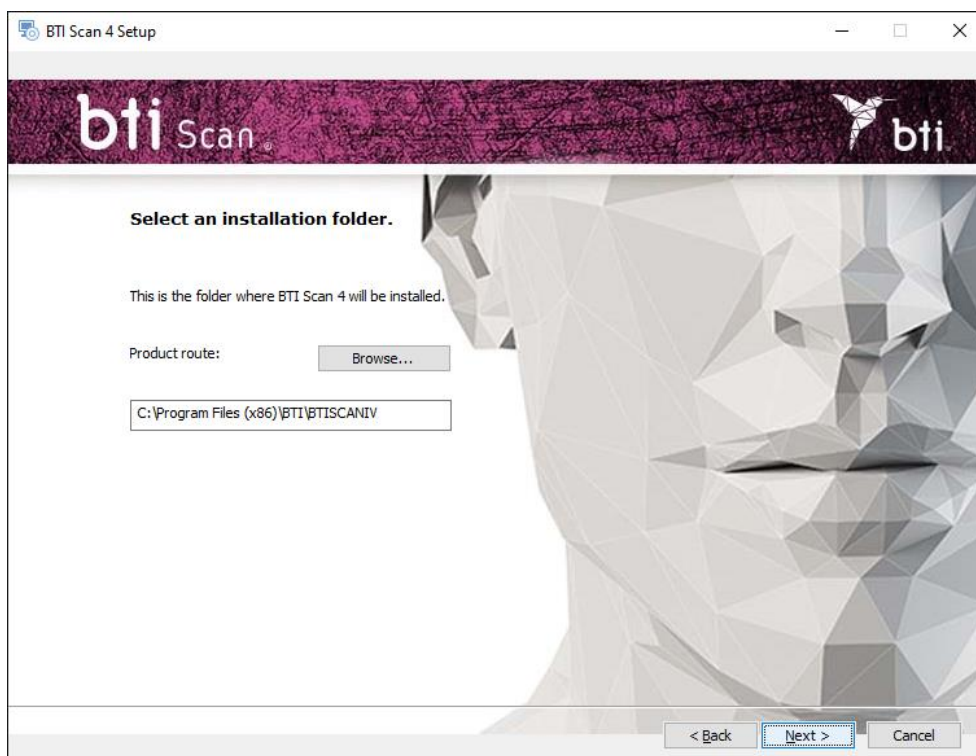 BTI Scan 4 Setup
bti Scan ®
bti
Select an installation folder.
This is the folder where BTI Scan 4 will be installed.
Product route:
Browse...
C:\Program Files (x86)\BTI\BTISCANIV
< Back
Next >
Cancel